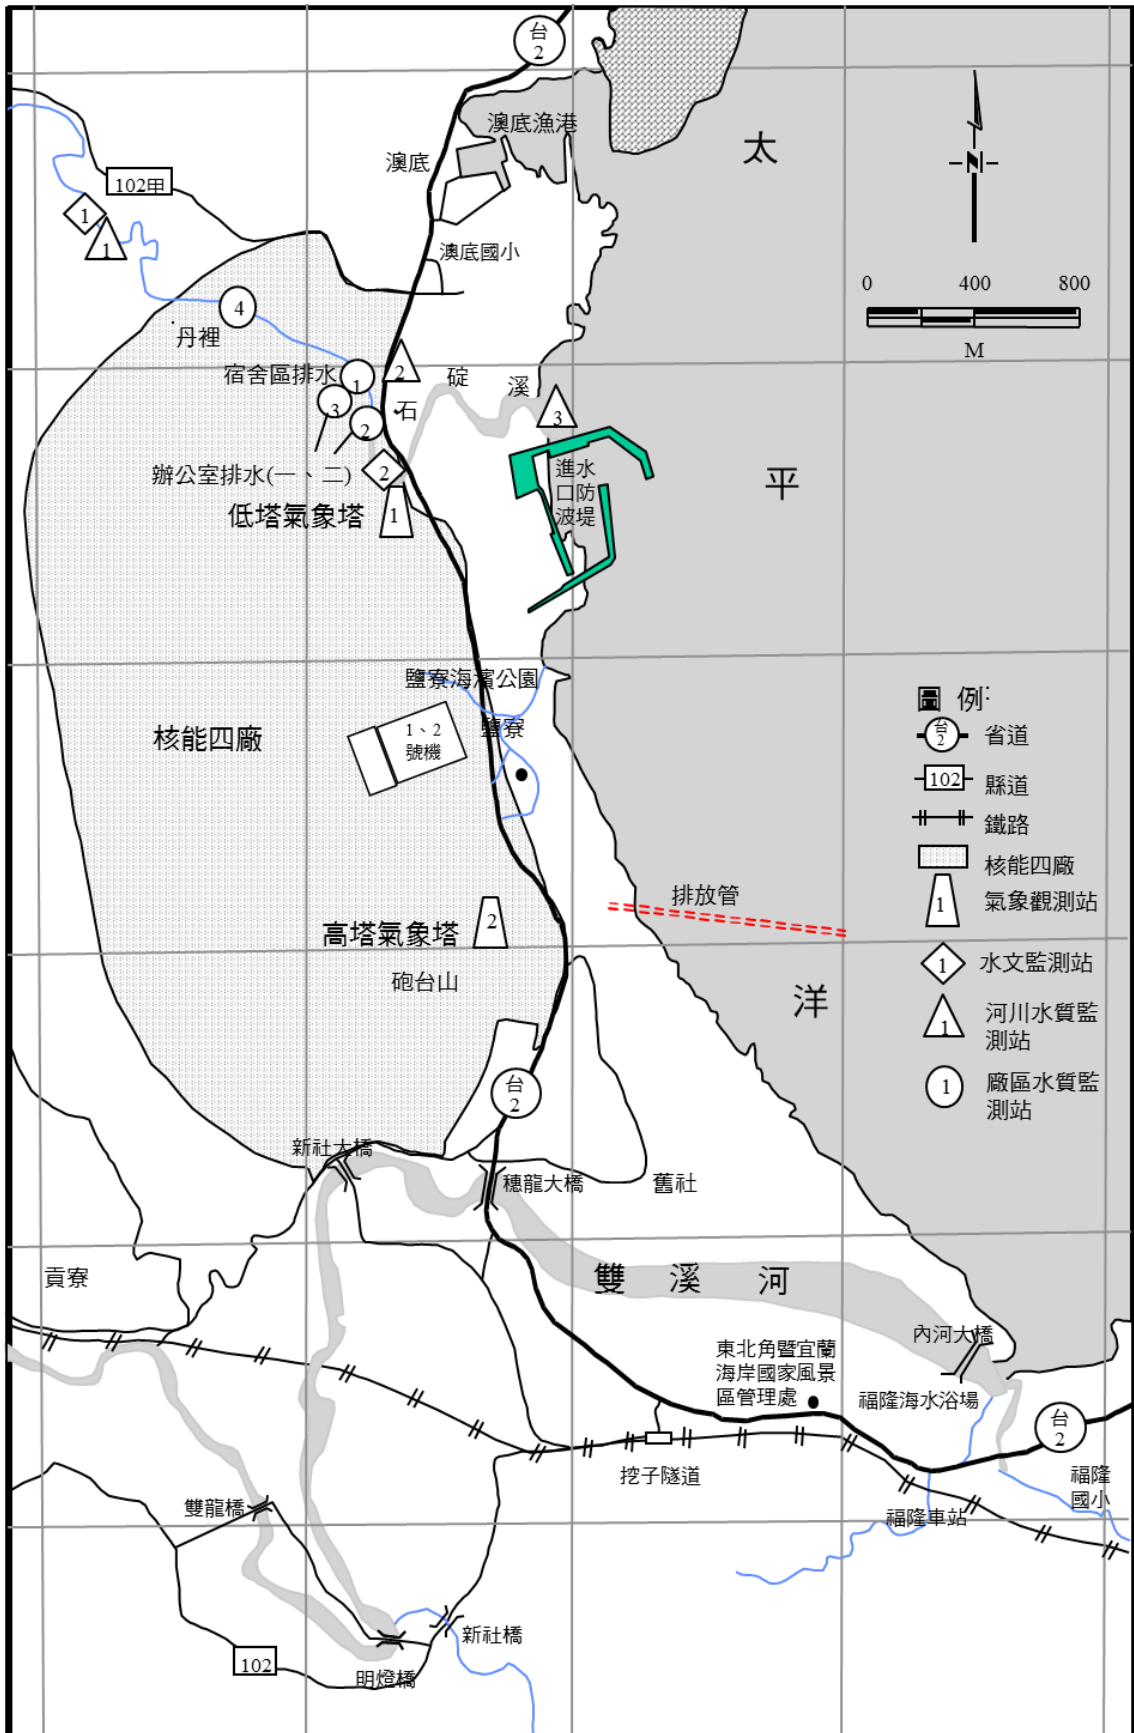 台
2
澳底漁港
太
澳底
N
102甲
1
1
澳底國小
0
400
800
M
4
丹裡
宿舍區排水
1
2
碇
溪
3
2
石
3
辦公室排水(一、二)
2
進水
口防
波堤
平
低塔氣象塔
1
鹽寮海濱公園
鹽寮
核能四廠
1、2
號機
圖 例:
台
2
省道
102
縣道
鐵路
核能四廠
1
氣象觀測站
排放管
2
高塔氣象塔
砲台山
1
水文監測站
洋
1
河川水質監
測站
1
廠區水質監
測站
台
2
新社大橋
穗龍大橋
舊社
貢寮
雙 溪 河
內河大橋
東北角暨宜蘭
海岸國家風景
區管理處
福隆海水浴場
台
2
挖子隧道
福隆
國小
雙龍橋
福隆車站
新社橋
102
明燈橋